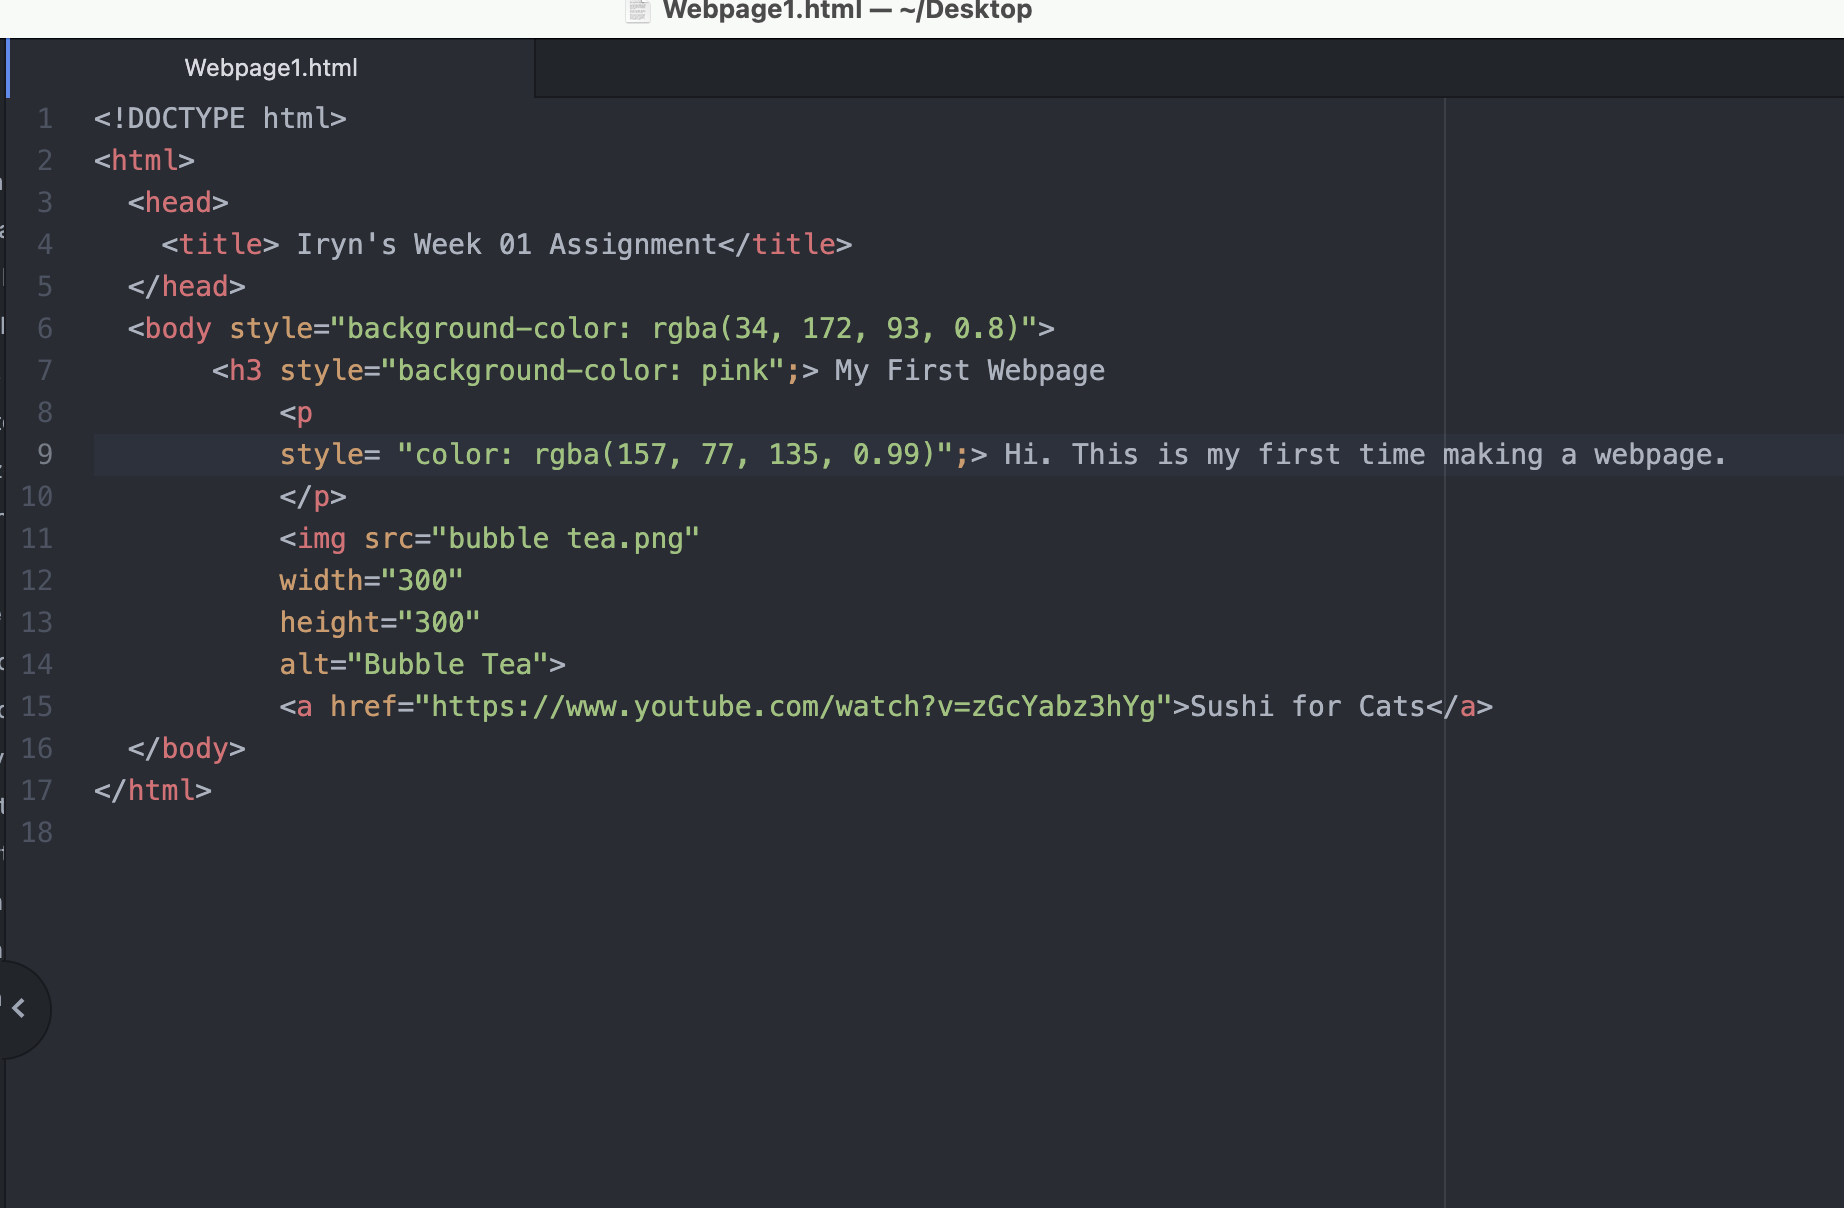 Webpage1.html — ~/Desktop
Webpage1.html
1 <!DOCTYPE html>
2 <html>
3   <head>
4     <title> Iryn's Week 01 Assignment</title>
5   </head>
6   <body style="background-color: rgba(34, 172, 93, 0.8)">
7        <h3 style="background-color: pink";> My First Webpage
8            <p
9            style= "color: rgba(157, 77, 135, 0.99)";> Hi. This is my first time making a webpage.
10            </p>
11            <img src="bubble tea.png"
12            width="300"
13            height="300"
14            alt="Bubble Tea">
15            <a href="https://www.youtube.com/watch?v=zGcYabz3hYg">Sushi for Cats</a>
16   </body>
17 </html>
18